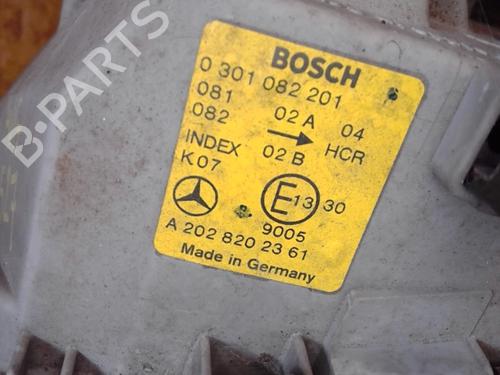 B-PARTS
BOSCH
0 301 082 201
081 02 A 04
082 → HCR
INDEX 02 B
K07
E 13 30
9005
A 202 820 23 61
Made in Germany